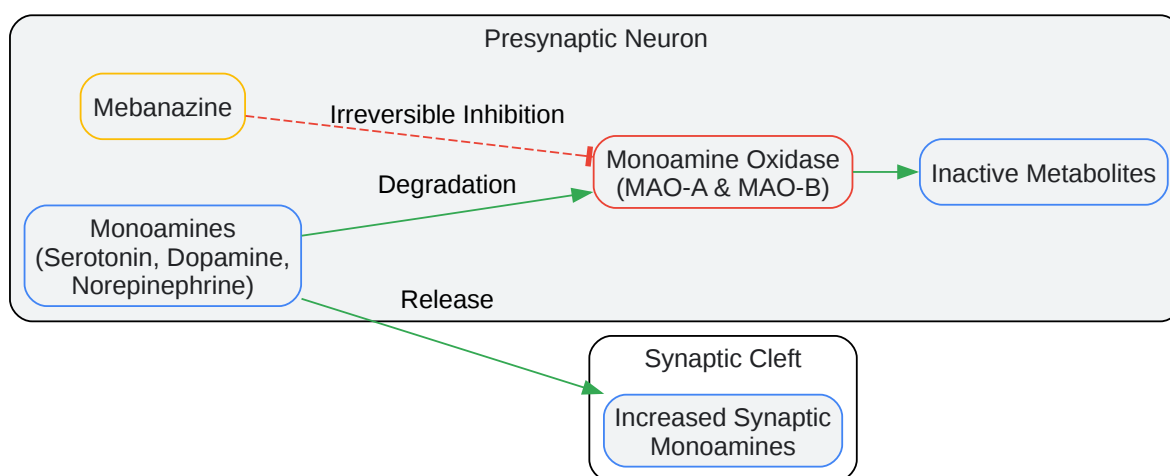 Presynaptic Neuron
Mebanazine
Irreversible Inhibition
Monoamine Oxidase
(MAO-A & MAO-B)
Inactive Metabolites
Degradation
Monoamines
(Serotonin, Dopamine,
Norepinephrine)
Release
Synaptic Cleft
Increased Synaptic
Monoamines